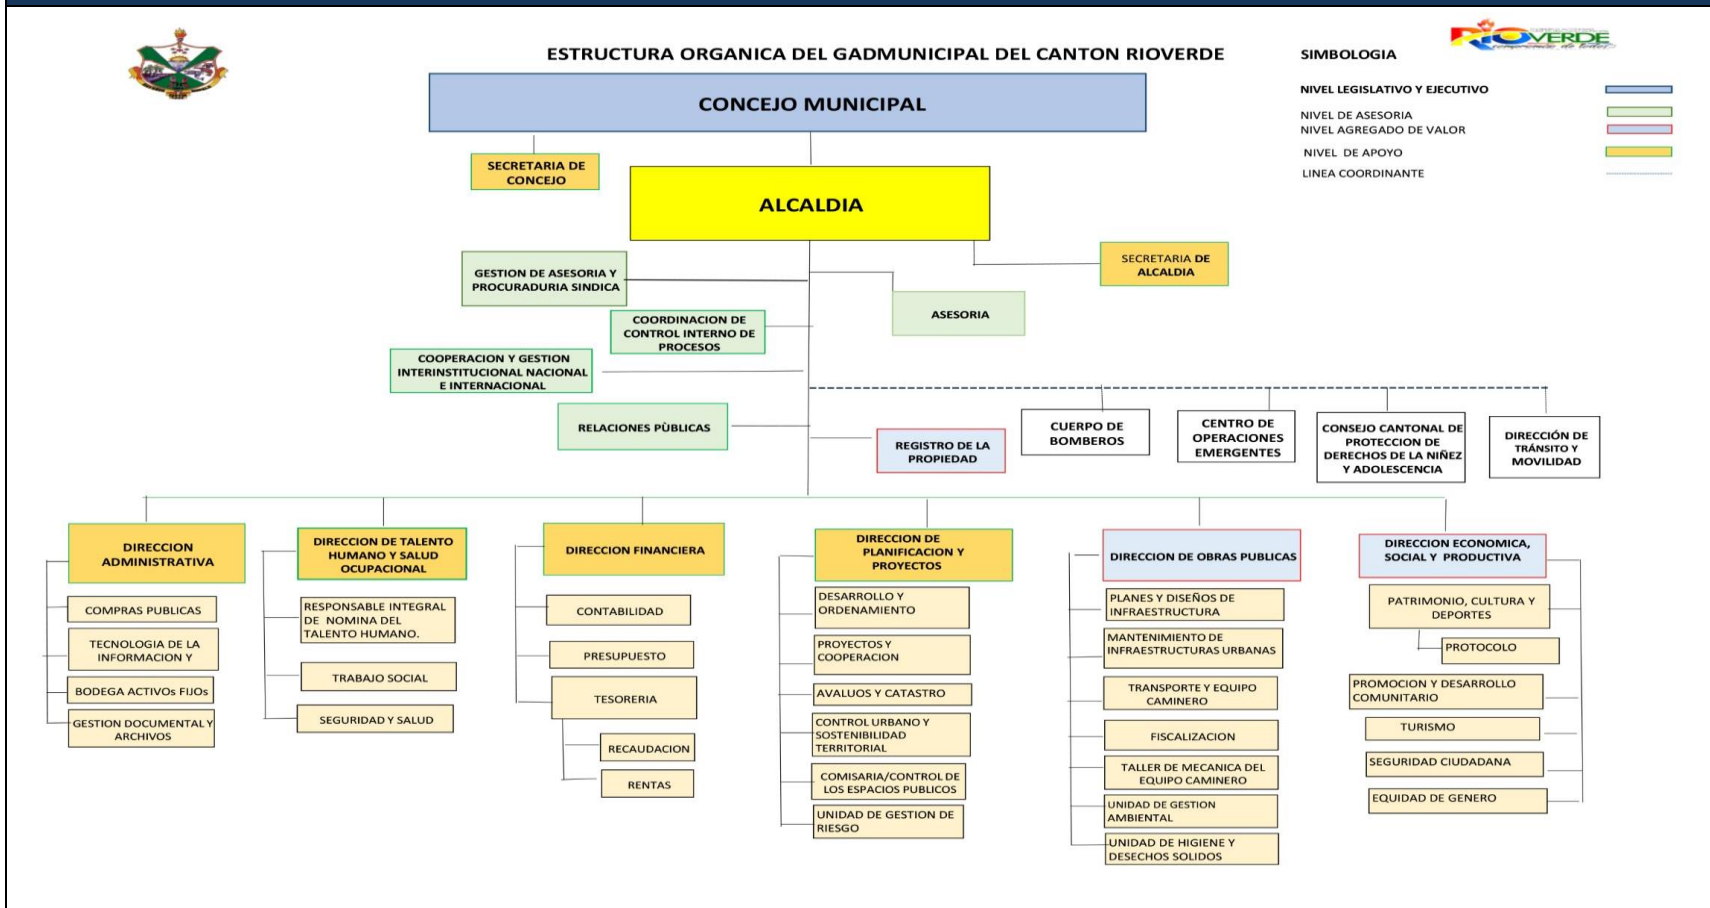 ESTRUCTURA ORGANICA DEL GADMUNICIPAL DEL CANTON RIOVERDE
RIOVERDE
SIMBOLOGIA
NIVEL LEGISLATIVO Y EJECUTIVO
NIVEL DE ASESORIA
NIVEL AGREGADO DE VALOR
NIVEL DE APOYO
LINEA COORDINANTE
CONCEJO MUNICIPAL
SECRETARIA DE
CONCEJO
ALCALDIA
SECRETARIA DE
ALCALDIA
GESTION DE ASESORIA Y
PROCURADURIA SINDICA
ASESORIA
COORDINACION DE
CONTROL INTERNO DE
PROCESOS
COOPERACION Y GESTION
INTERINSTITUCIONAL NACIONAL
E INTERNACIONAL
RELACIONES PÙBLICAS
REGISTRO DE LA
PROPIEDAD
CUERPO DE
BOMBEROS
CENTRO DE
OPERACIONES
EMERGENTES
CONSEJO CANTONAL DE
PROTECCION DE
DERECHOS DE LA NIÑEZ
Y ADOLESCENCIA
DIRECCIÓN DE
TRÁNSITO Y
MOVILIDAD
DIRECCION
ADMINISTRATIVA
COMPRAS PUBLICAS
TECNOLOGIA DE LA
INFORMACION Y
BODEGA ACTIVOs FIJOs
GESTION DOCUMENTAL Y
ARCHIVOS
DIRECCION DE TALENTO
HUMANO Y SALUD
OCUPACIONAL
RESPONSABLE INTEGRAL
DE NOMINA DEL
TALENTO HUMANO.
TRABAJO SOCIAL
SEGURIDAD Y SALUD
DIRECCION FINANCIERA
CONTABILIDAD
PRESUPUESTO
TESORERIA
RECAUDACION
RENTAS
DIRECCION DE
PLANIFICACION Y
PROYECTOS
DESARROLLO Y
ORDENAMIENTO
PROYECTOS Y
COOPERACION
AVALUOS Y CATASTRO
CONTROL URBANO Y
SOSTENIBILIDAD
TERRITORIAL
COMISARIA/CONTROL DE
LOS ESPACIOS PUBLICOS
UNIDAD DE GESTION DE
RIESGO
DIRECCION DE OBRAS PUBLICAS
PLANES Y DISEÑOS DE
INFRAESTRUCTURA
MANTENIMIENTO DE
INFRAESTRUCTURAS URBANAS
TRANSPORTE Y EQUIPO
CAMINERO
FISCALIZACION
TALLER DE MECANICA DEL
EQUIPO CAMINERO
UNIDAD DE GESTION
AMBIENTAL
UNIDAD DE HIGIENE Y
DESECHOS SOLIDOS
DIRECCION ECONOMICA,
SOCIAL Y PRODUCTIVA
PATRIMONIO, CULTURA Y
DEPORTES
PROTOCOLO
PROMOCION Y DESARROLLO
COMUNITARIO
TURISMO
SEGURIDAD CIUDADANA
EQUIDAD DE GENERO